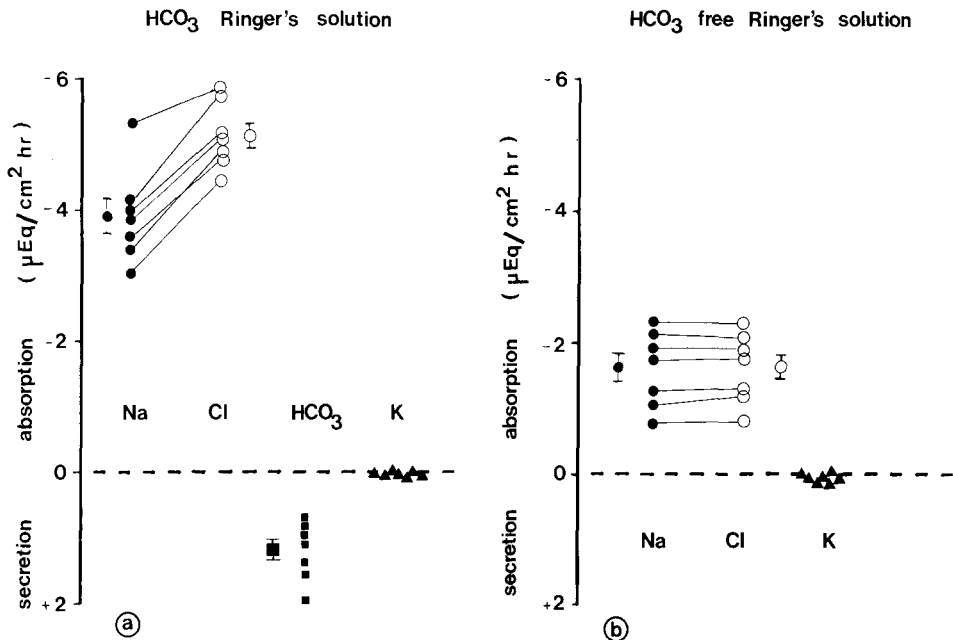 HCO3 Ringer's solution
-6
-4
-2
0
+2
(µEq/cm² hr)
absorption
secretion
Na
Cl
HCO3
K
a
HCO3 free Ringer's solution
-6
-4
-2
0
+2
(µEq/cm² hr)
absorption
secretion
Na
Cl
K
b